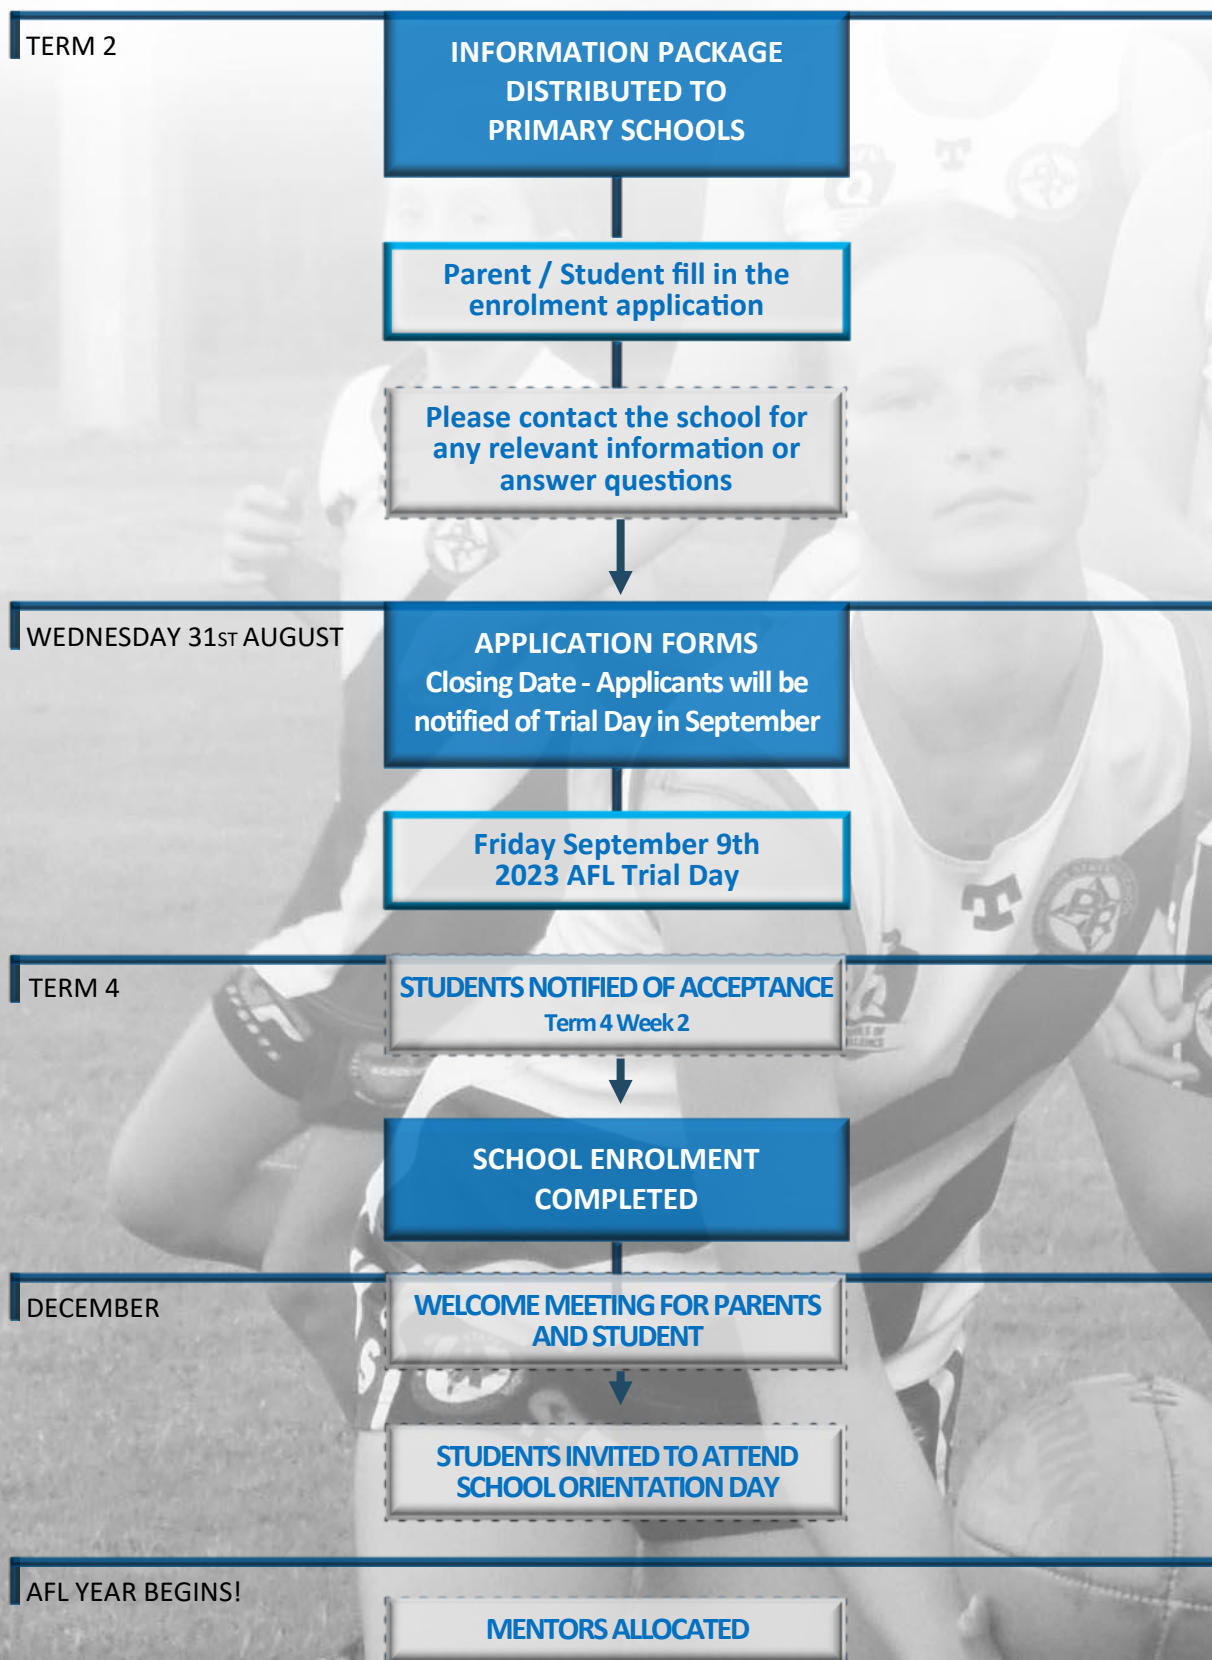 TERM 2
INFORMATION PACKAGE
DISTRIBUTED TO
PRIMARY SCHOOLS
Parent / Student fill in the
enrolment application
Please contact the school for
any relevant information or
answer questions
WEDNESDAY 31ST AUGUST
APPLICATION FORMS
Closing Date - Applicants will be
notified of Trial Day in September
Friday September 9th
2023 AFL Trial Day
TERM 4
STUDENTS NOTIFIED OF ACCEPTANCE
Term 4 Week 2
SCHOOL ENROLMENT
COMPLETED
DECEMBER
WELCOME MEETING FOR PARENTS
AND STUDENT
STUDENTS INVITED TO ATTEND
SCHOOL ORIENTATION DAY
AFL YEAR BEGINS!
MENTORS ALLOCATED